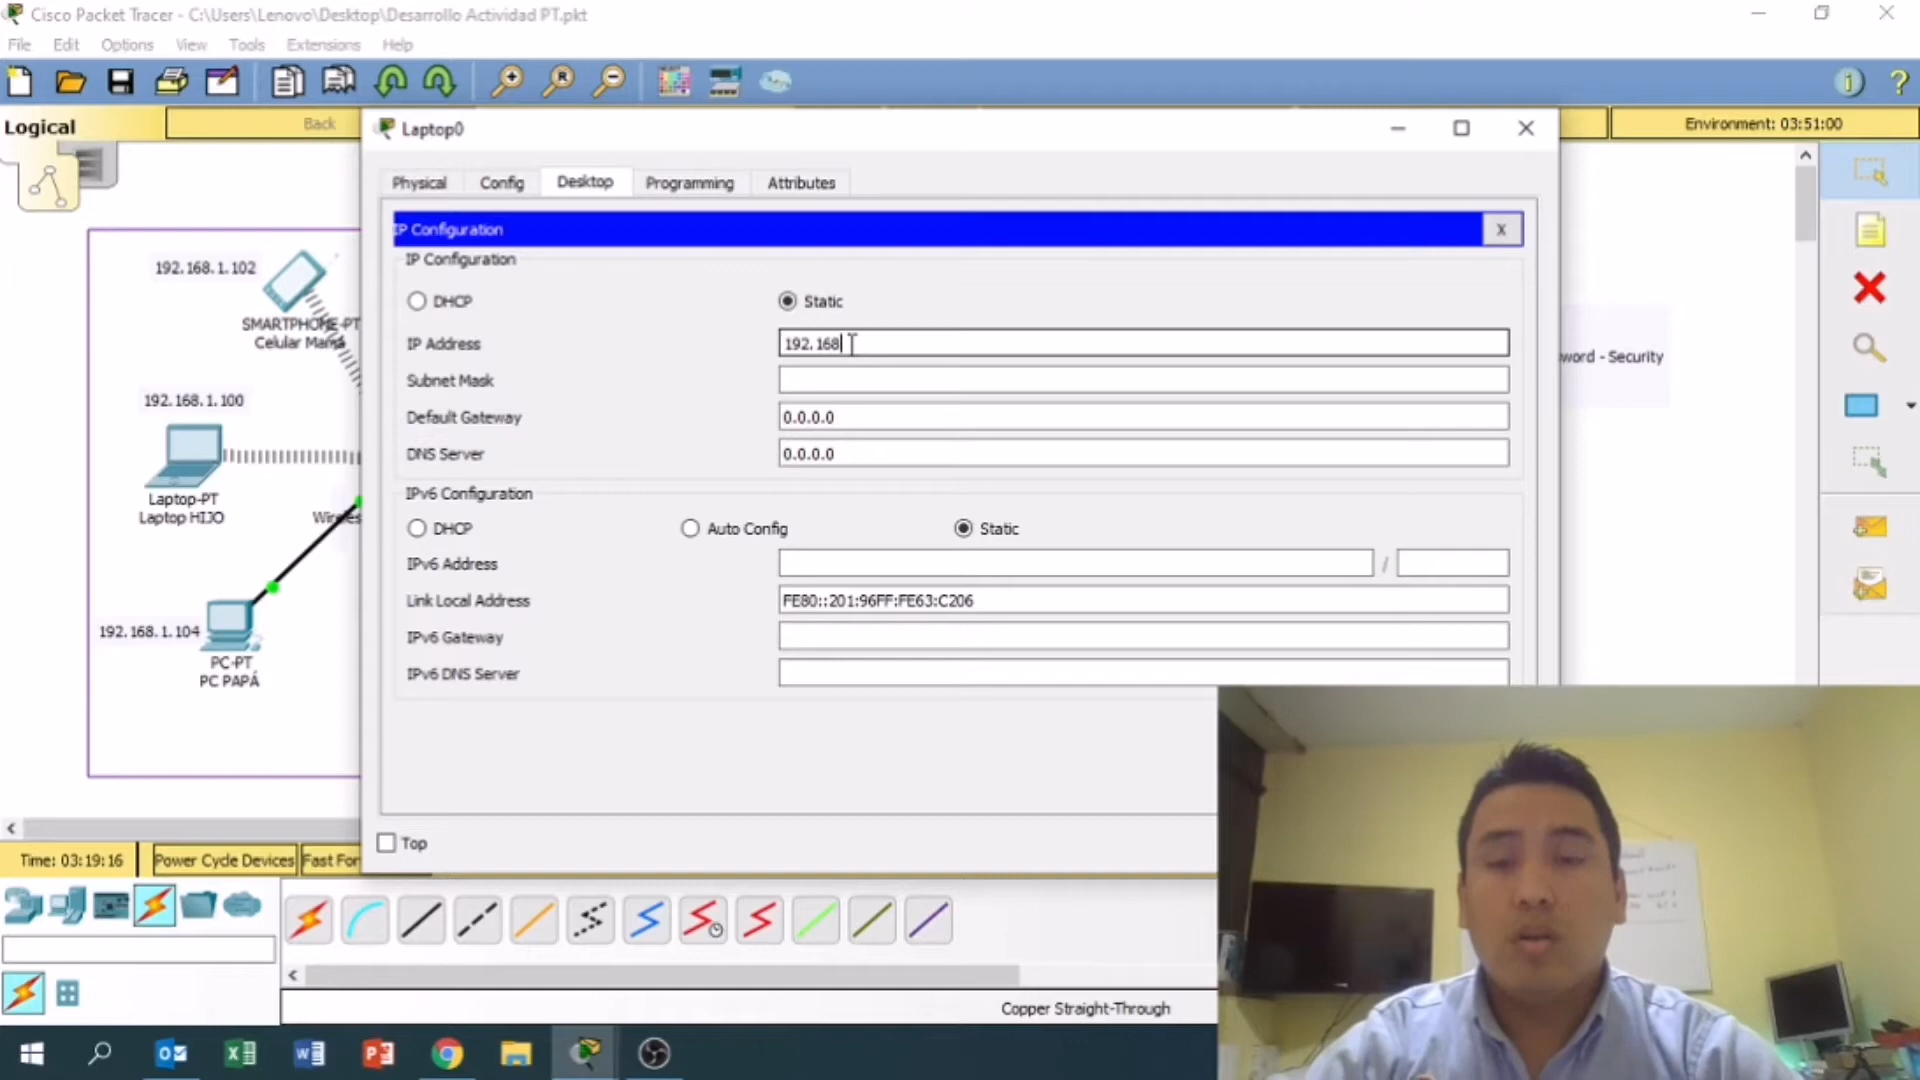 Cisco Packet Tracer - C:\Users\Lenovo\Desktop\Desarrollo Actividad PT.pkt
File Edit Options View Tools Extensions Help
Logical
Back
Environment: 03:51:00
Laptop0
Physical Config Desktop Programming Attributes
IP Configuration
X
IP Configuration
DHCP
Static
IP Address
192.168
Subnet Mask
Default Gateway
0.0.0.0
DNS Server
0.0.0.0
IPv6 Configuration
DHCP
Auto Config
Static
IPv6 Address
/
Link Local Address
FE80::201:96FF:FE63:C206
IPv6 Gateway
IPv6 DNS Server
Top
192.168.1.102
SMARTPHONE-PT
Celular Mamá
192.168.1.100
Laptop-PT
Laptop HIJO
192.168.1.104
PC-PT
PC PAPÁ
word - Security
Time: 03:19:16
Power Cycle Devices
Copper Straight-Through